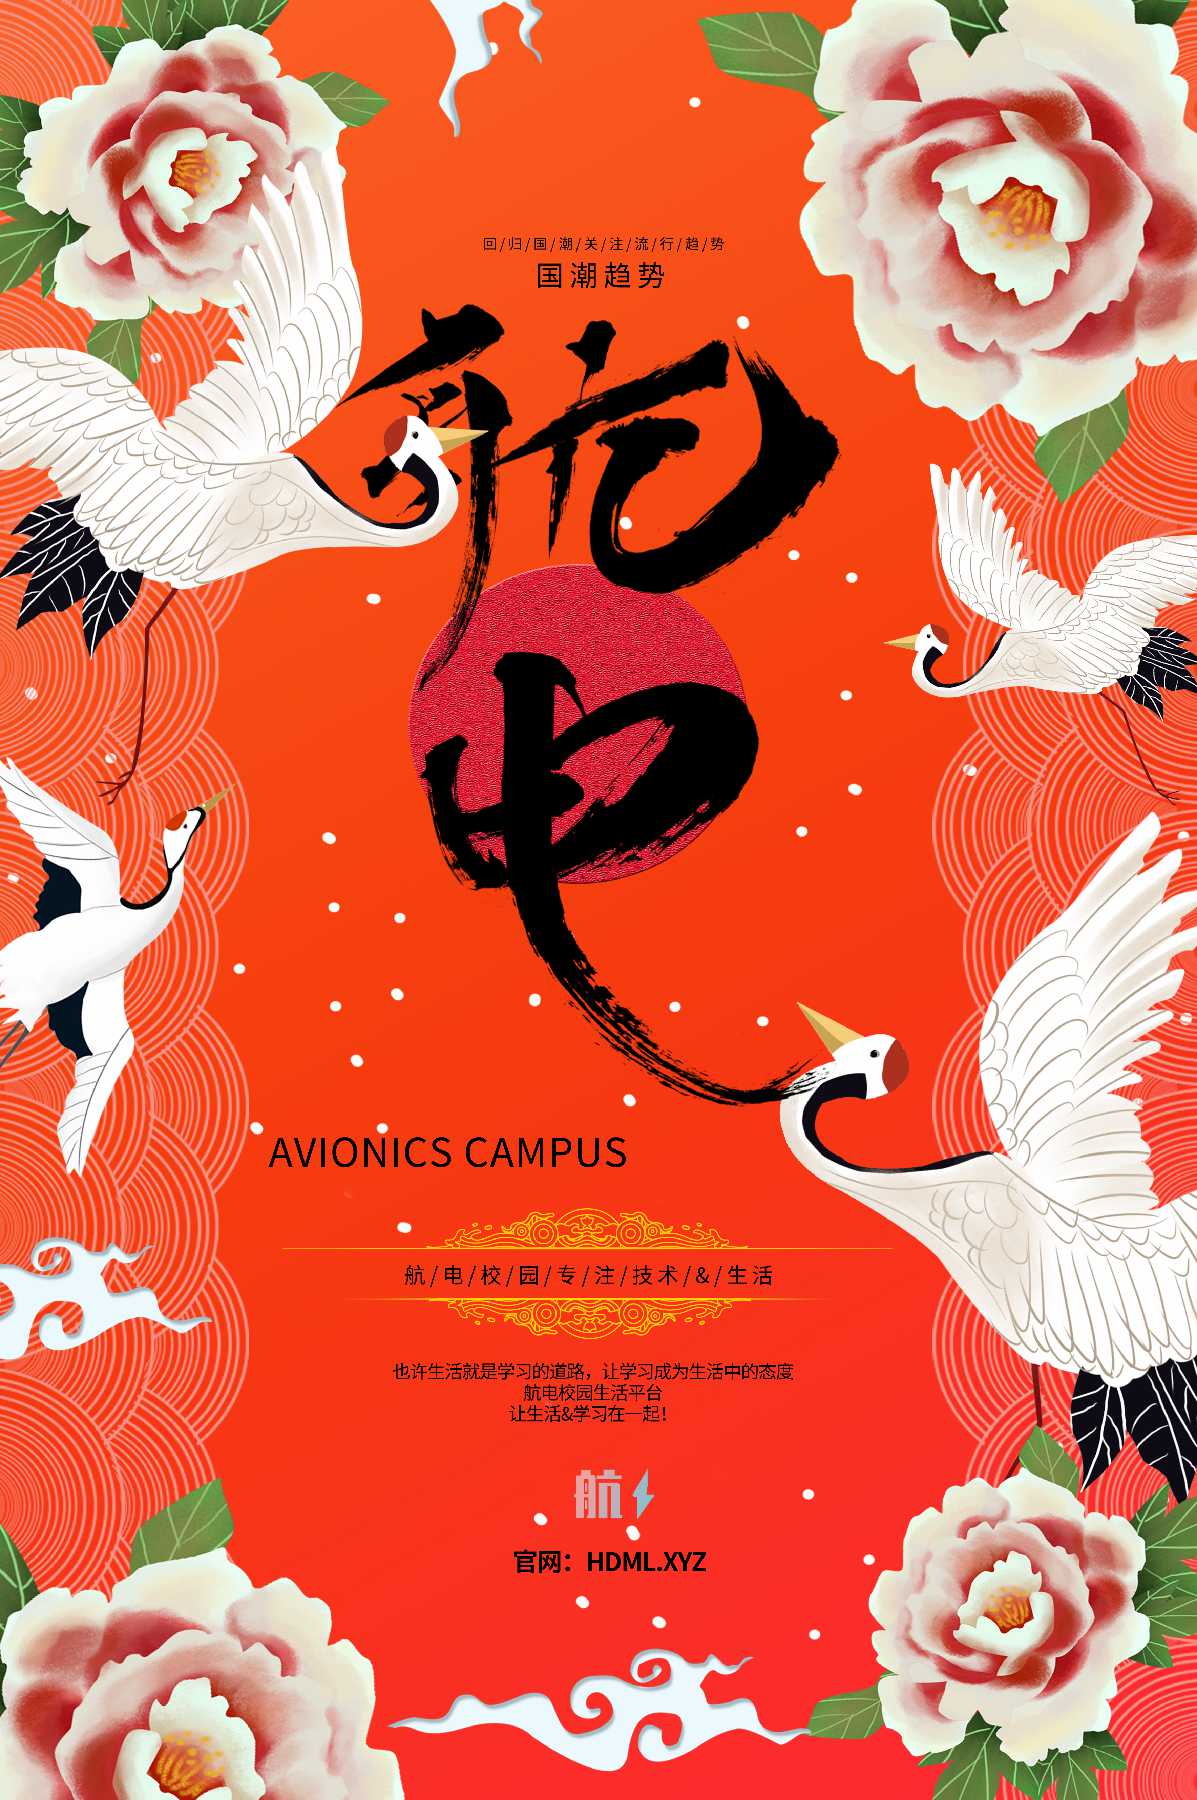 回/归/国/潮/关/注/流/行/趋/势
国潮趋势
航
电
AVIONICS CAMPUS
航/电/校/园/专/注/技术/&/生活
也许生活就是学习的道路，让学习成为生活中的态度
航电校园生活平台
让生活&学习在一起！
航
官网：HDML.XYZ